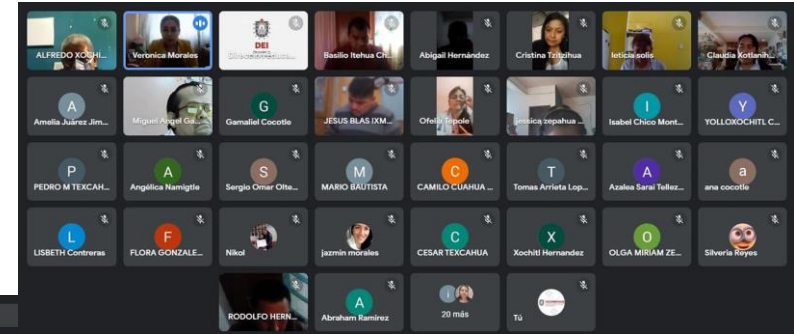 ALFREDO XOCHI...
Veronica Morales
DEI
Basilio Itehua Ch...
Abigail Hernández
Cristina Tzitzihua
leticia solis
Claudia Xotlanih...
A
Amelia Juárez Jim...
Miguel Angel Ga...
G
Gamaliel Cocotle
JESUS BLAS IXM...
Ofelia Tepole
jessica zepahua ...
I
Isabel Chico Mont...
Y
YOLLOXOCHITL C...
P
PEDRO M TEXCAH...
A
Angélica Namigtle
S
Sergio Omar Olte...
M
MARIO BAUTISTA
C
CAMILO CUAHUA ...
T
Tomas Arrieta Lop...
A
Azalea Sarai Tellez...
a
ana cocotle
L
LISBETH Contreras
F
FLORA GONZALE...
Nikol
jazmin morales
C
CESAR TEXCAHUA
X
Xochitl Hernandez
O
OLGA MIRIAM ZE...
Silveria Reyes
RODOLFO HERN...
A
Abraham Ramirez
20 más
Tú